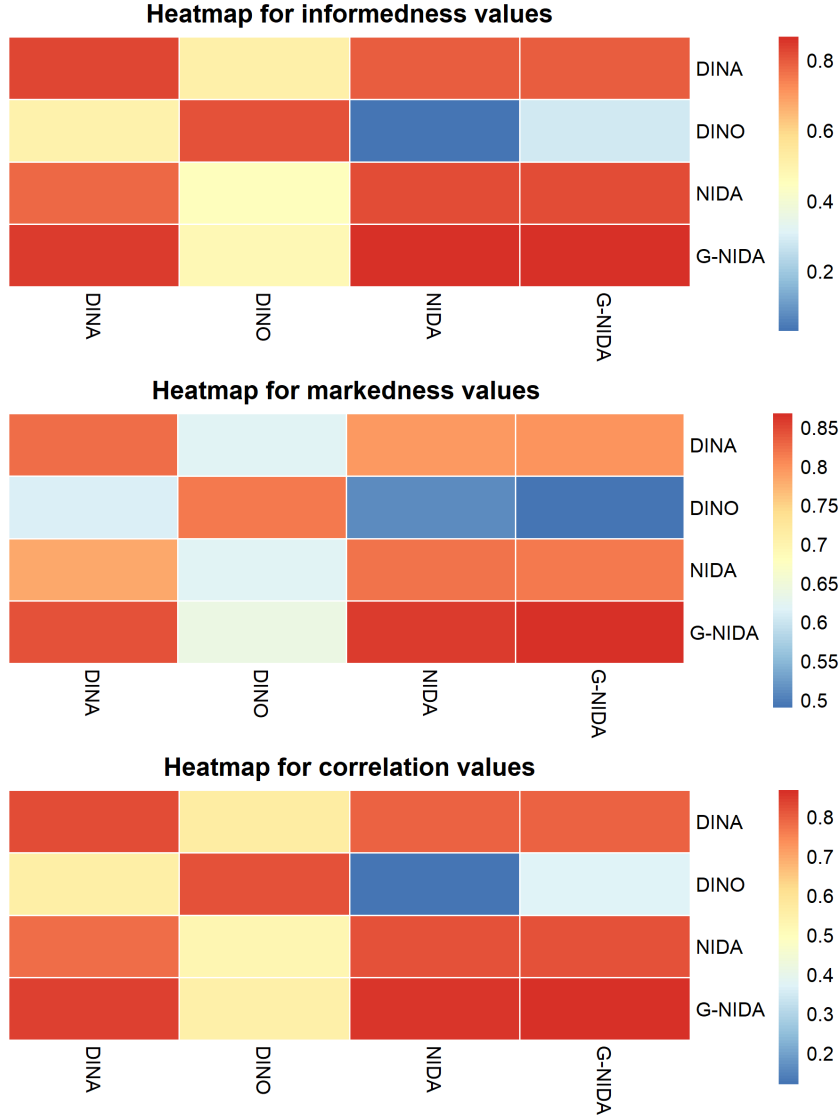 Heatmap for informedness values
DINA
DINO
NIDA
G-NIDA
DINA
DINO
NIDA
G-NIDA
0.8
0.6
0.4
0.2
Heatmap for markedness values
DINA
DINO
NIDA
G-NIDA
DINA
DINO
NIDA
G-NIDA
0.85
0.8
0.75
0.7
0.65
0.6
0.55
0.5
Heatmap for correlation values
DINA
DINO
NIDA
G-NIDA
DINA
DINO
NIDA
G-NIDA
0.8
0.7
0.6
0.5
0.4
0.3
0.2